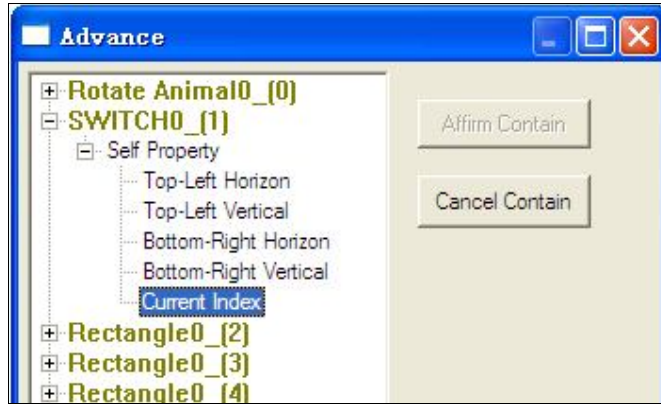 Advance
Rotate Animal0_(0)
SWITCH0_(1)
Self Property
Top-Left Horizon
Top-Left Vertical
Bottom-Right Horizon
Bottom-Right Vertical
Current Index
Rectangle0_(2)
Rectangle0_(3)
Rectangle0_(4)
Affirm Contain
Cancel Contain